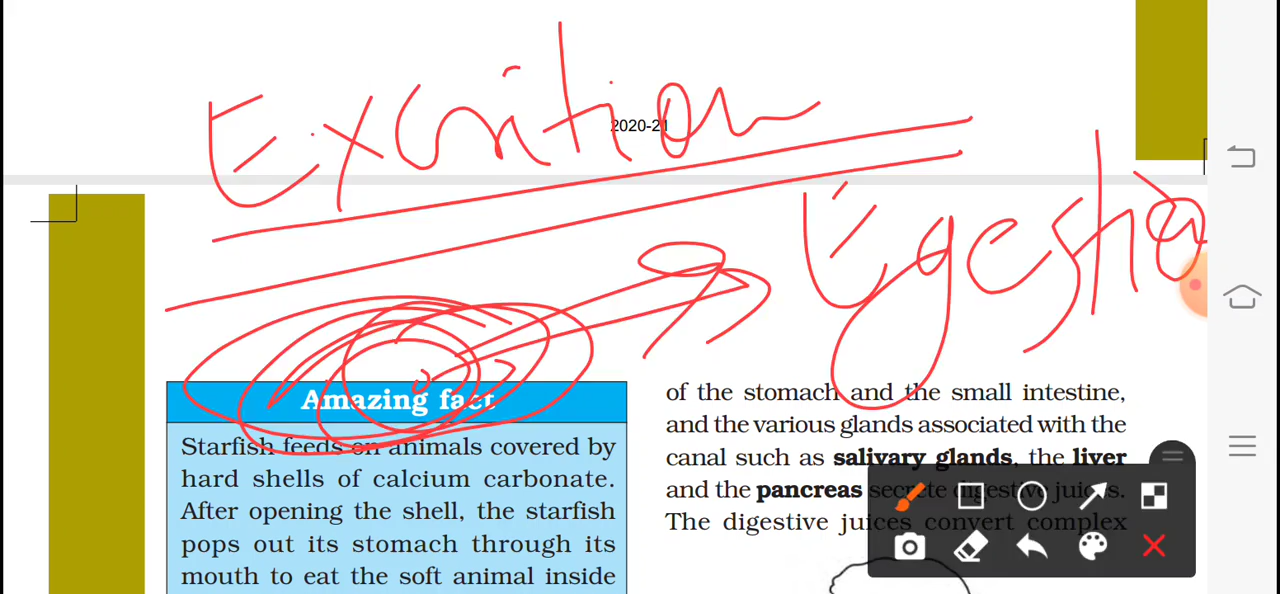 Excrition
2020-21
Egestio
Amazing fact
Starfish feeds on animals covered by
hard shells of calcium carbonate.
After opening the shell, the starfish
pops out its stomach through its
mouth to eat the soft animal inside
of the stomach and the small intestine,
and the various glands associated with the
canal such as salivary glands, the liver
and the pancreas secrete digestive juices.
The digestive juices convert complex